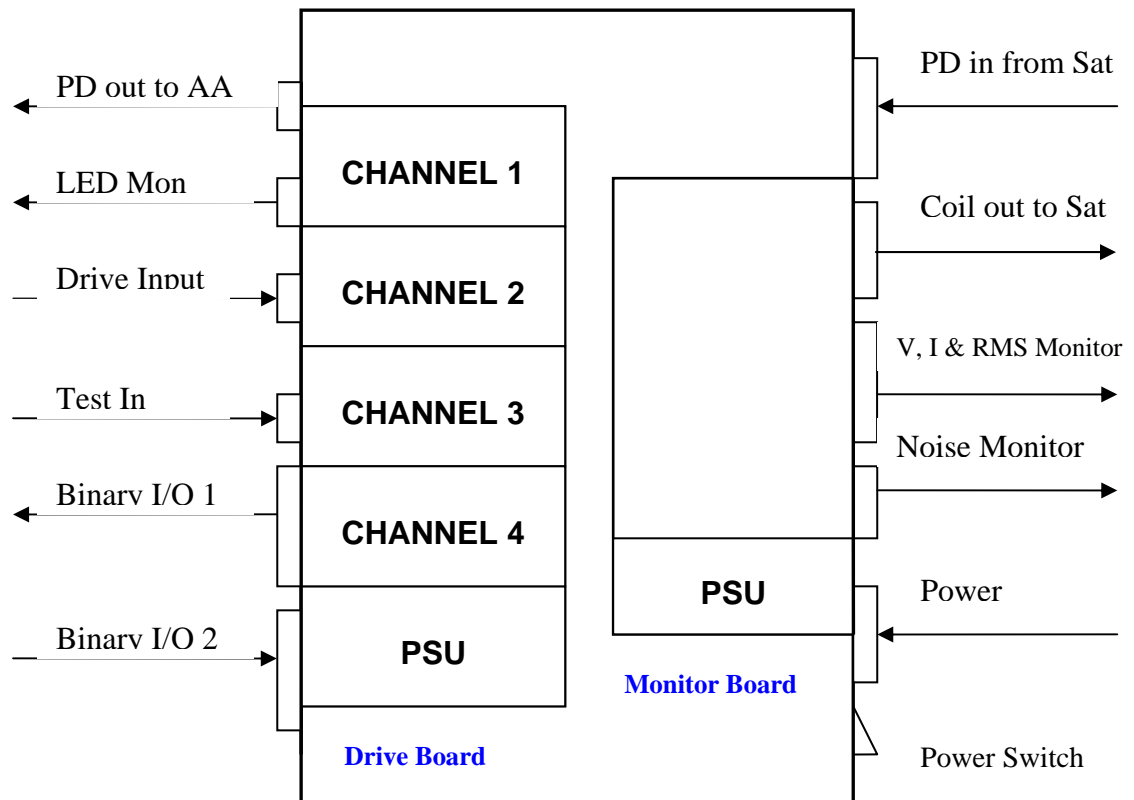 PD out to AA
LED Mon
Drive Input
Test In
Binary I/O 1
Binary I/O 2
CHANNEL 1
CHANNEL 2
CHANNEL 3
CHANNEL 4
PSU
Drive Board
PSU
Monitor Board
PD in from Sat
Coil out to Sat
V, I & RMS Monitor
Noise Monitor
Power
Power Switch